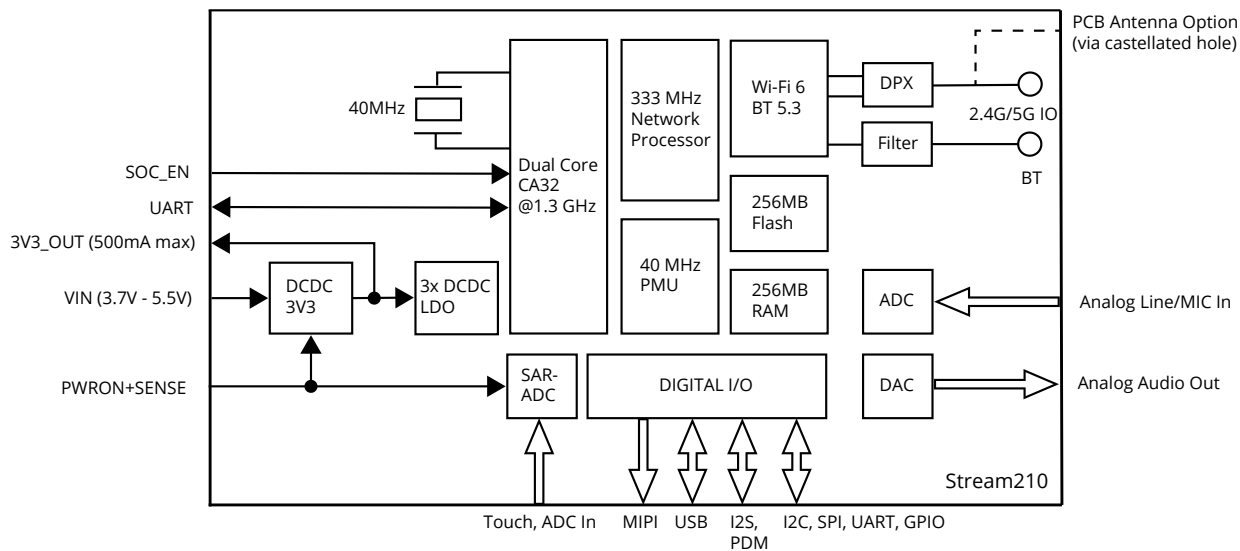 PCB Antenna Option
(via castellated hole)
40MHz
333 MHz
Network
Processor
Wi-Fi 6
BT 5.3
DPX
2.4G/5G IO
Filter
BT
SOC_EN
Dual Core
CA32
@1.3 GHz
UART
256MB
Flash
3V3_OUT (500mA max)
VIN (3.7V - 5.5V)
DCDC
3V3
3x DCDC
LDO
40 MHz
PMU
256MB
RAM
ADC
Analog Line/MIC In
PWRON+SENSE
SAR-
ADC
DIGITAL I/O
DAC
Analog Audio Out
Stream210
Touch, ADC In
MIPI
USB
I2S,
PDM
I2C, SPI, UART, GPIO